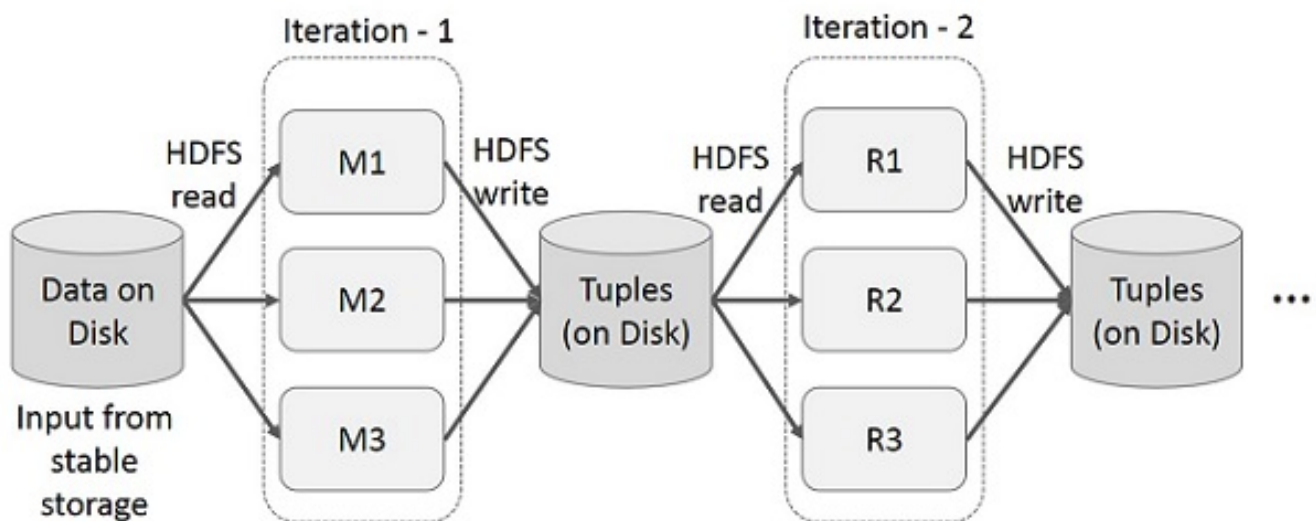 Iteration - 1
Iteration - 2
HDFS
read
M1
HDFS
write
HDFS
read
R1
HDFS
write
Data on
Disk
M2
Tuples
(on Disk)
R2
Tuples
(on Disk)
...
Input from
stable
storage
M3
R3